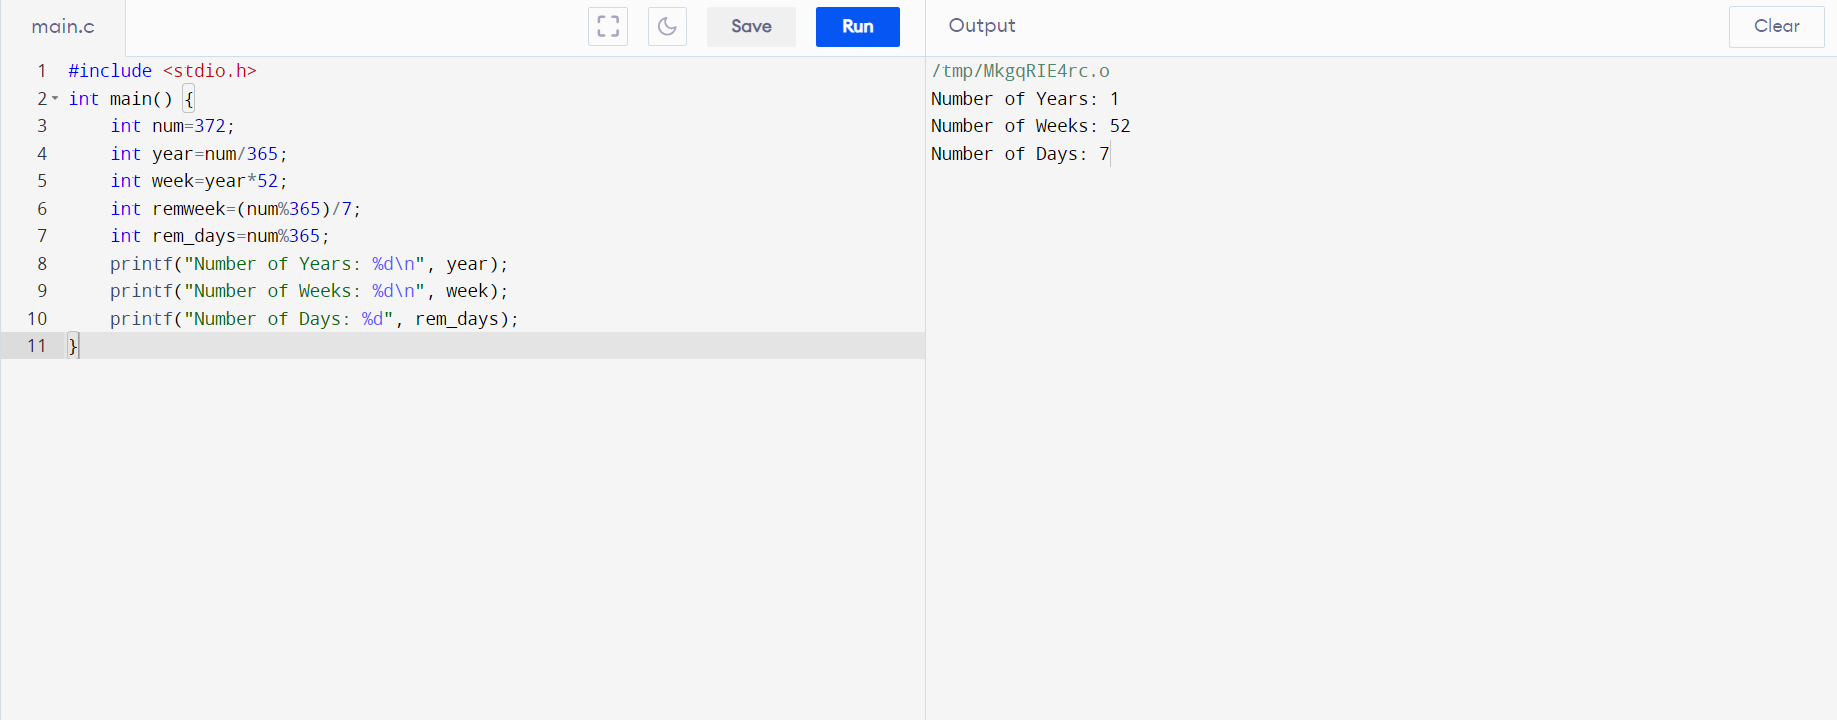 main.c
Save
Run
Output
Clear
1 #include <stdio.h>
2 int main() {
3     int num=372;
4     int year=num/365;
5     int week=year*52;
6     int remweek=(num%365)/7;
7     int rem_days=num%365;
8     printf("Number of Years: %d\n", year);
9     printf("Number of Weeks: %d\n", week);
10     printf("Number of Days: %d", rem_days);
11 }
/tmp/MkgqRIE4rc.o
Number of Years: 1
Number of Weeks: 52
Number of Days: 7